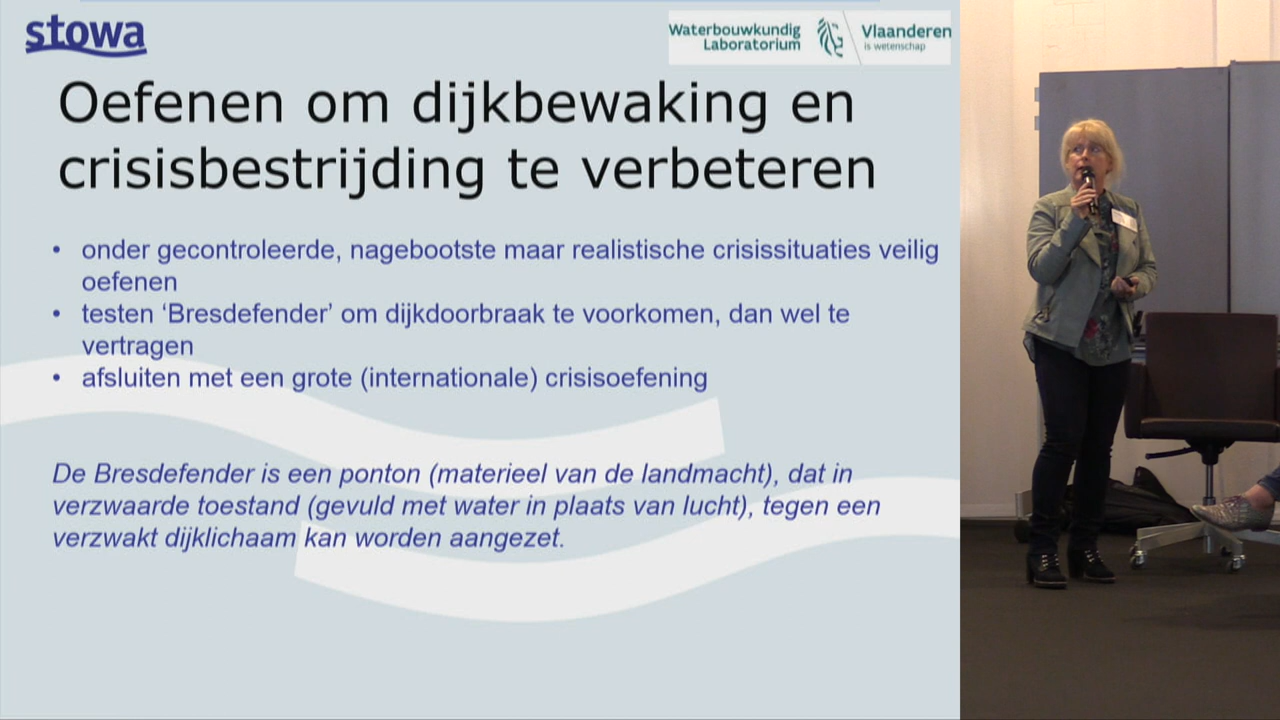 stowa
Waterbouwkundig
Laboratorium
Vlaanderen
is wetenschap
Oefenen om dijkbewaking en
crisisbestrijding te verbeteren
• onder gecontroleerde, nagebootste maar realistische crisissituaties veilig
oefenen
• testen ‘Bresdefender’ om dijkdoorbraak te voorkomen, dan wel te
vertragen
• afsluiten met een grote (internationale) crisisoefening
De Bresdefender is een ponton (materieel van de landmacht), dat in
verzwaarde toestand (gevuld met water in plaats van lucht), tegen een
verzwakt dijklichaam kan worden aangezet.